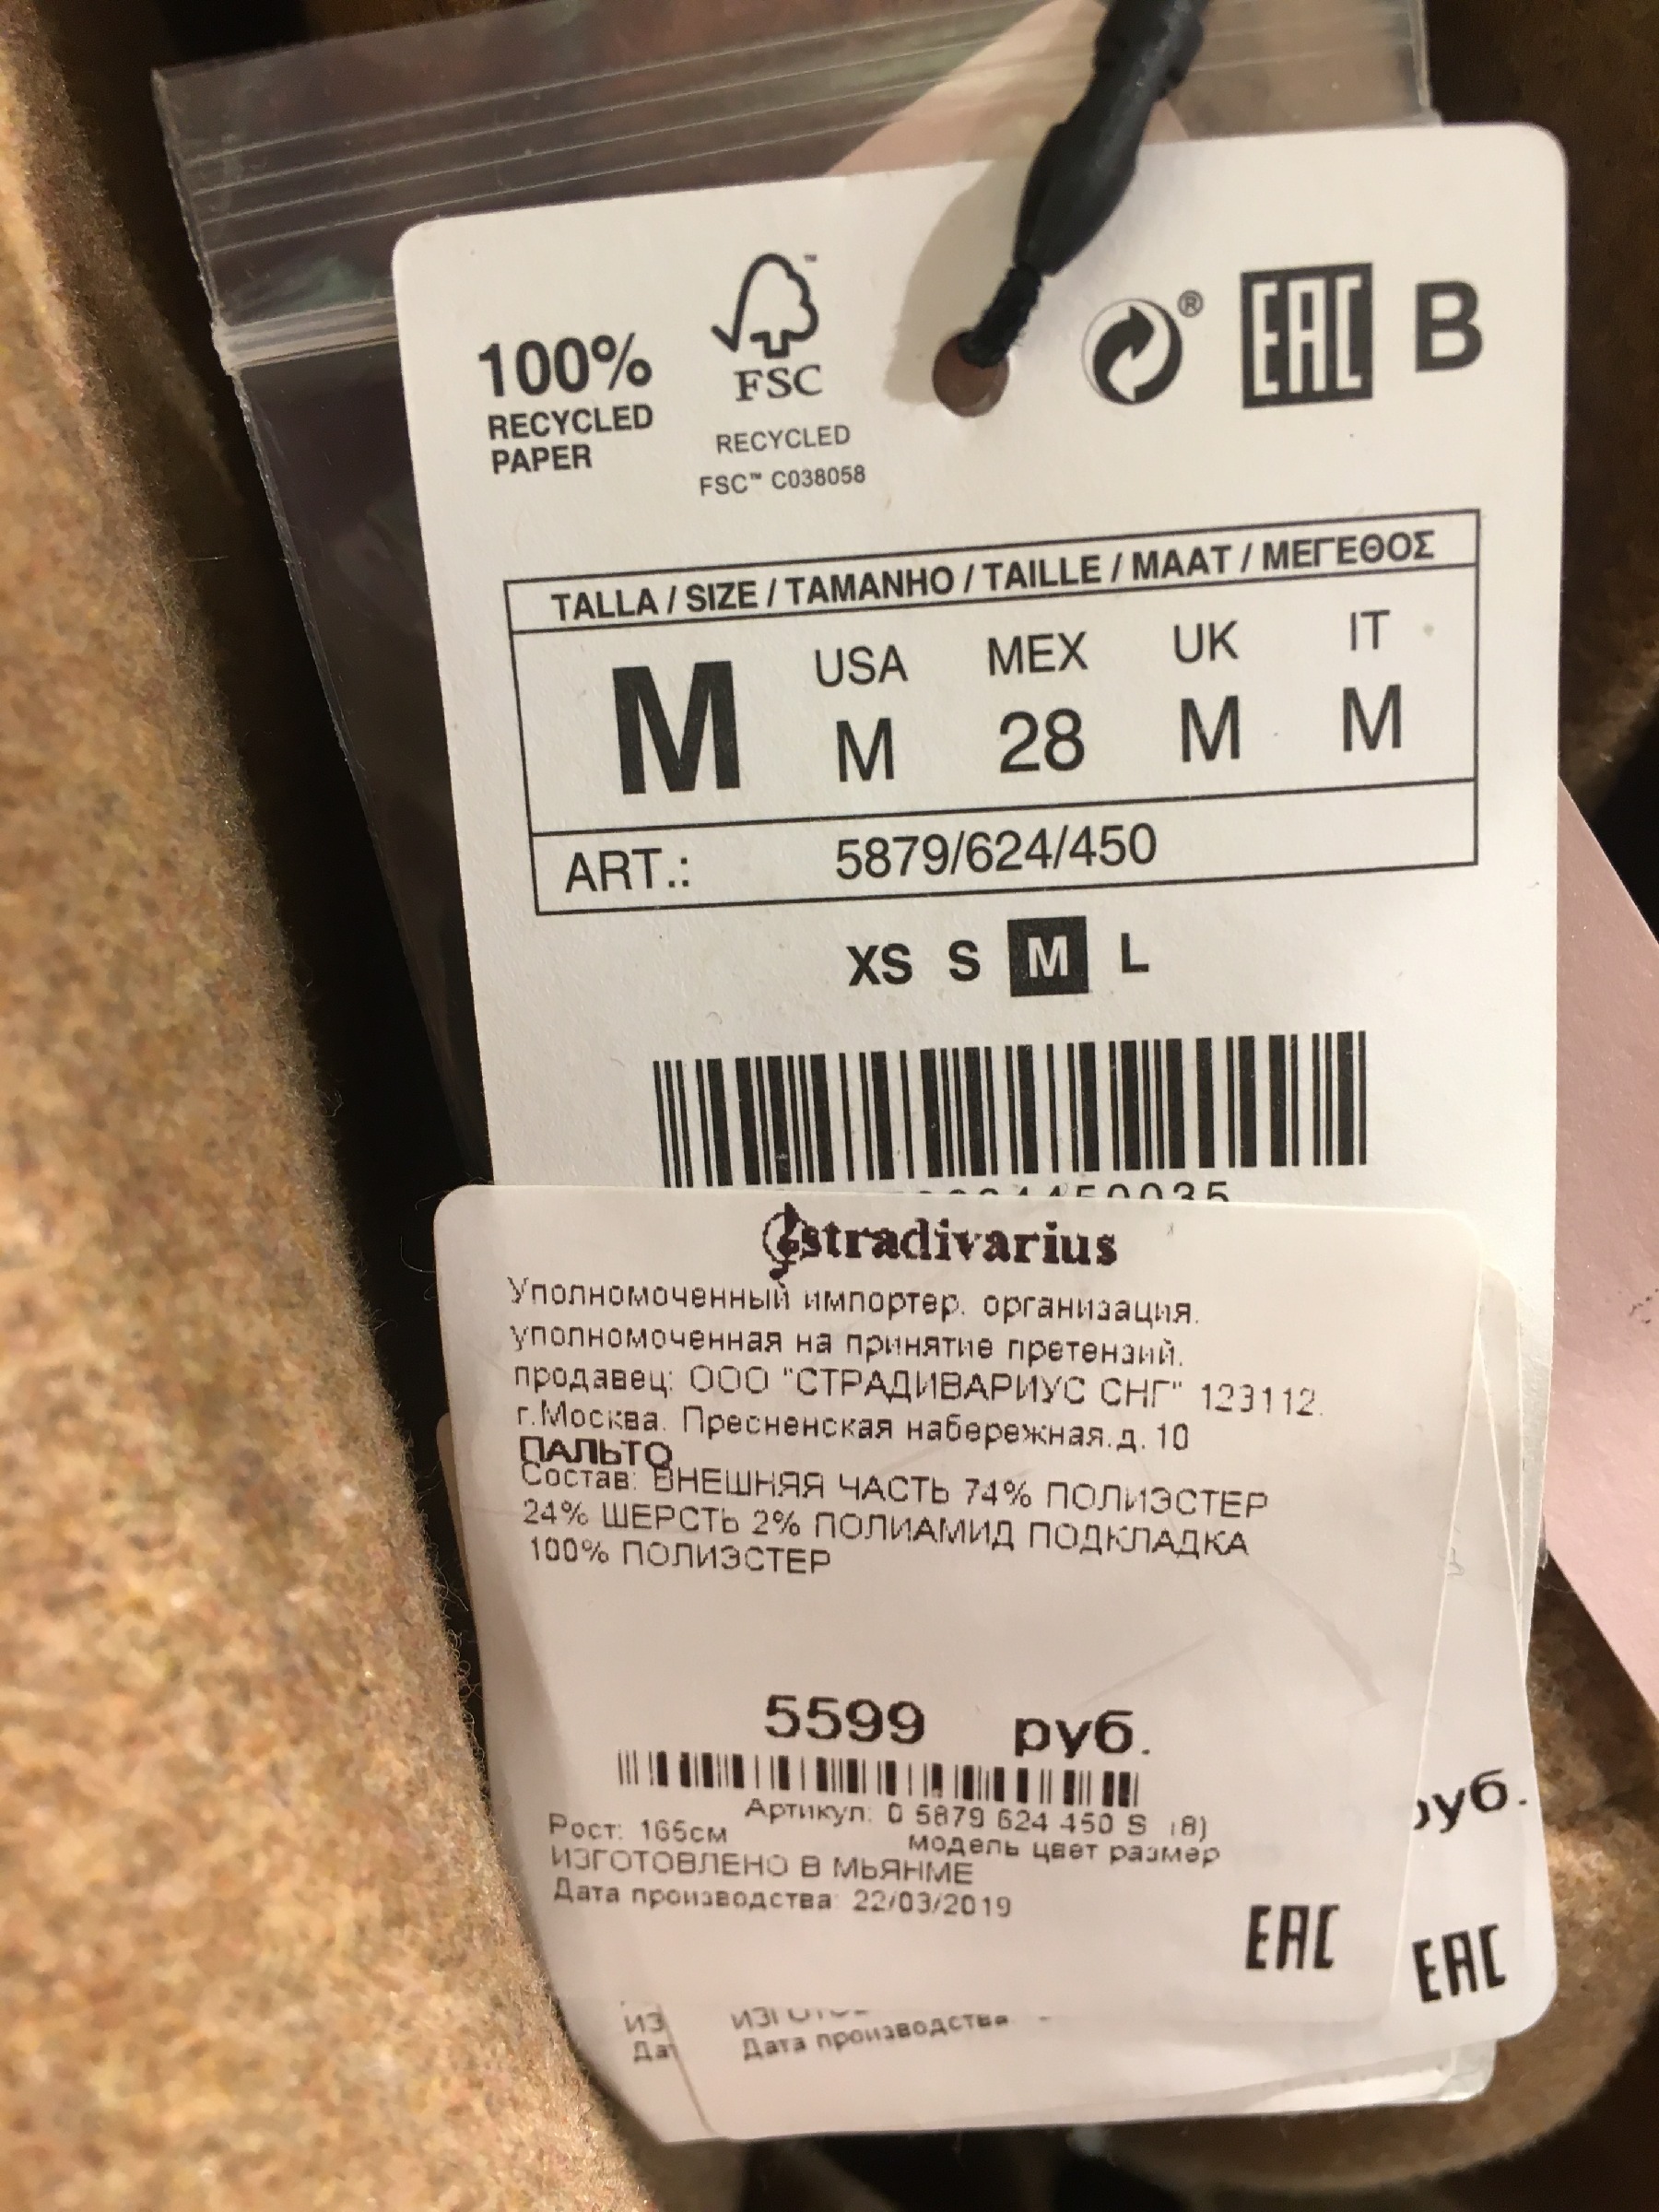 100%
RECYCLED
PAPER
FSC
RECYCLED
FSC™ C038058
® EAC B
TALLA / SIZE / TAMANHO / TAILLE / MAAT / ΜΕΓΕΘΟΣ
USA MEX UK IT
M M 28 M M
ART.: 5879/624/450
XS S M L
stradivarius
Уполномоченный импортер. организация.
уполномоченная на принятие претензий.
продавец: ООО "СТРАДИВАРИУС СНГ" 123112.
г.Москва. Пресненская набережная.д. 10
ПАЛЬТО
Состав: ВНЕШНЯЯ ЧАСТЬ 74% ПОЛИЭСТЕР
24% ШЕРСТЬ 2% ПОЛИАМИД ПОДКЛАДКА
100% ПОЛИЭСТЕР
5599 руб.
руб.
Артикул: 0 5879 624 450 S (8)
Рост: 165см
модель цвет размер
ИЗГОТОВЛЕНО В МЬЯНМЕ
Дата производства: 22/03/2019
EAC
EAC
Дата производства